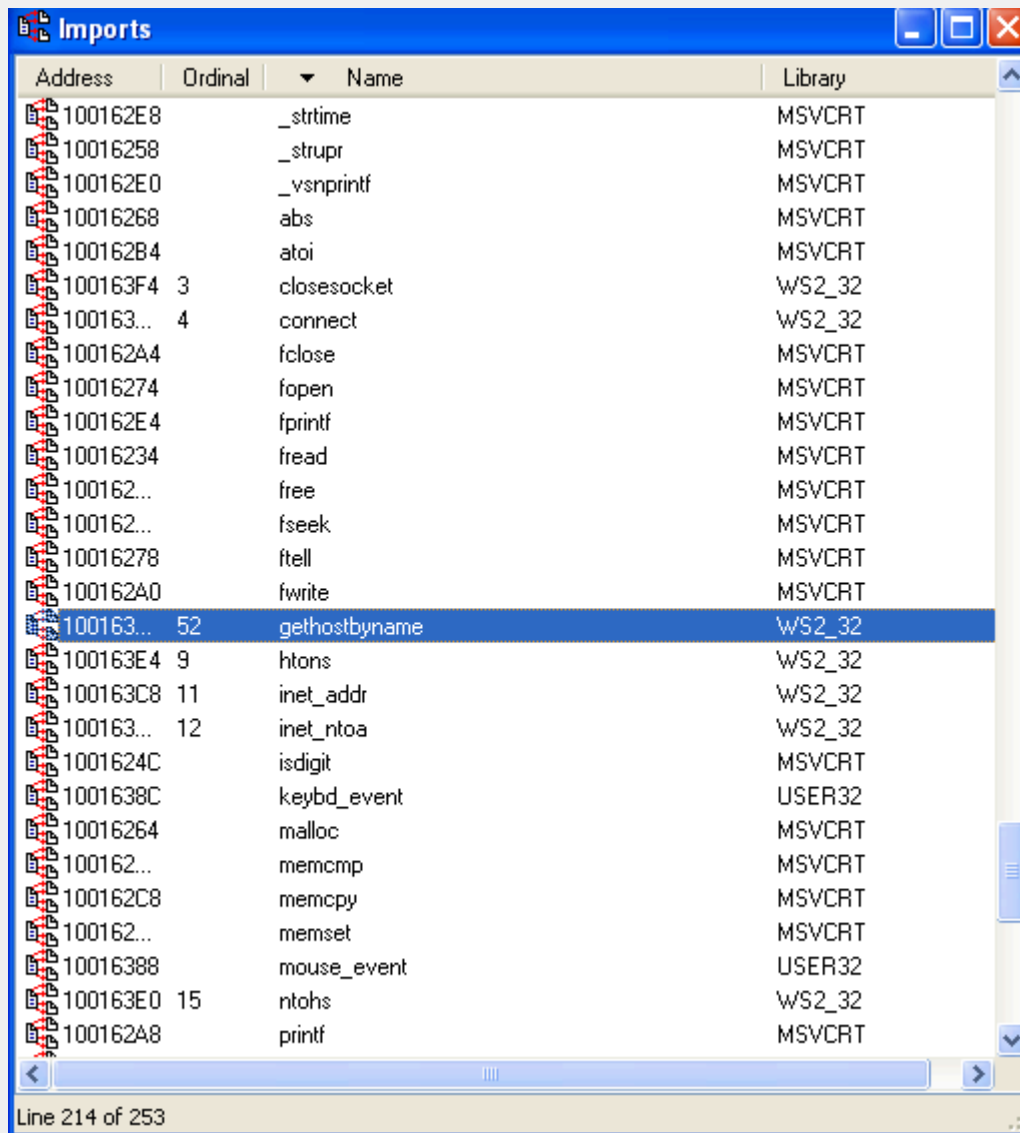 Imports
Address Ordinal Name Library
100162E8 _strtime MSVCRT
10016258 _strupr MSVCRT
100162E0 _vsnprintf MSVCRT
10016268 abs MSVCRT
100162B4 atoi MSVCRT
100163F4 3 closesocket WS2_32
100163... 4 connect WS2_32
100162A4 fclose MSVCRT
10016274 fopen MSVCRT
100162E4 fprintf MSVCRT
10016234 fread MSVCRT
100162... free MSVCRT
100162... fseek MSVCRT
10016278 ftell MSVCRT
100162A0 fwrite MSVCRT
100163... 52 gethostbyname WS2_32
100163E4 9 htons WS2_32
100163C8 11 inet_addr WS2_32
100163... 12 inet_ntoa WS2_32
1001624C isdigit MSVCRT
1001638C keybd_event USER32
10016264 malloc MSVCRT
100162... memcmp MSVCRT
100162C8 memcpy MSVCRT
100162... memset MSVCRT
10016388 mouse_event USER32
100163E0 15 ntohs WS2_32
100162A8 printf MSVCRT
Line 214 of 253